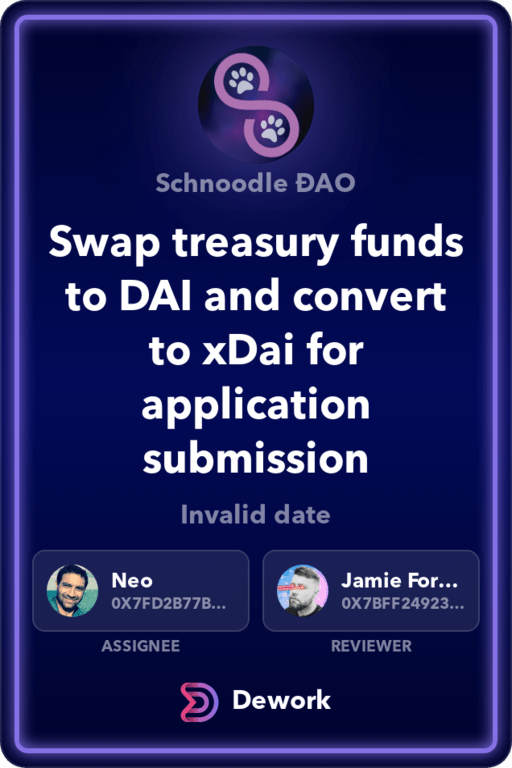 Schnoodle ÐAO
Swap treasury funds
to DAI and convert
to xDai for
application
submission
Invalid date
Neo
0X7FD2B77B...
Jamie For...
0X7BFF24923...
ASSIGNEE
REVIEWER
Dework